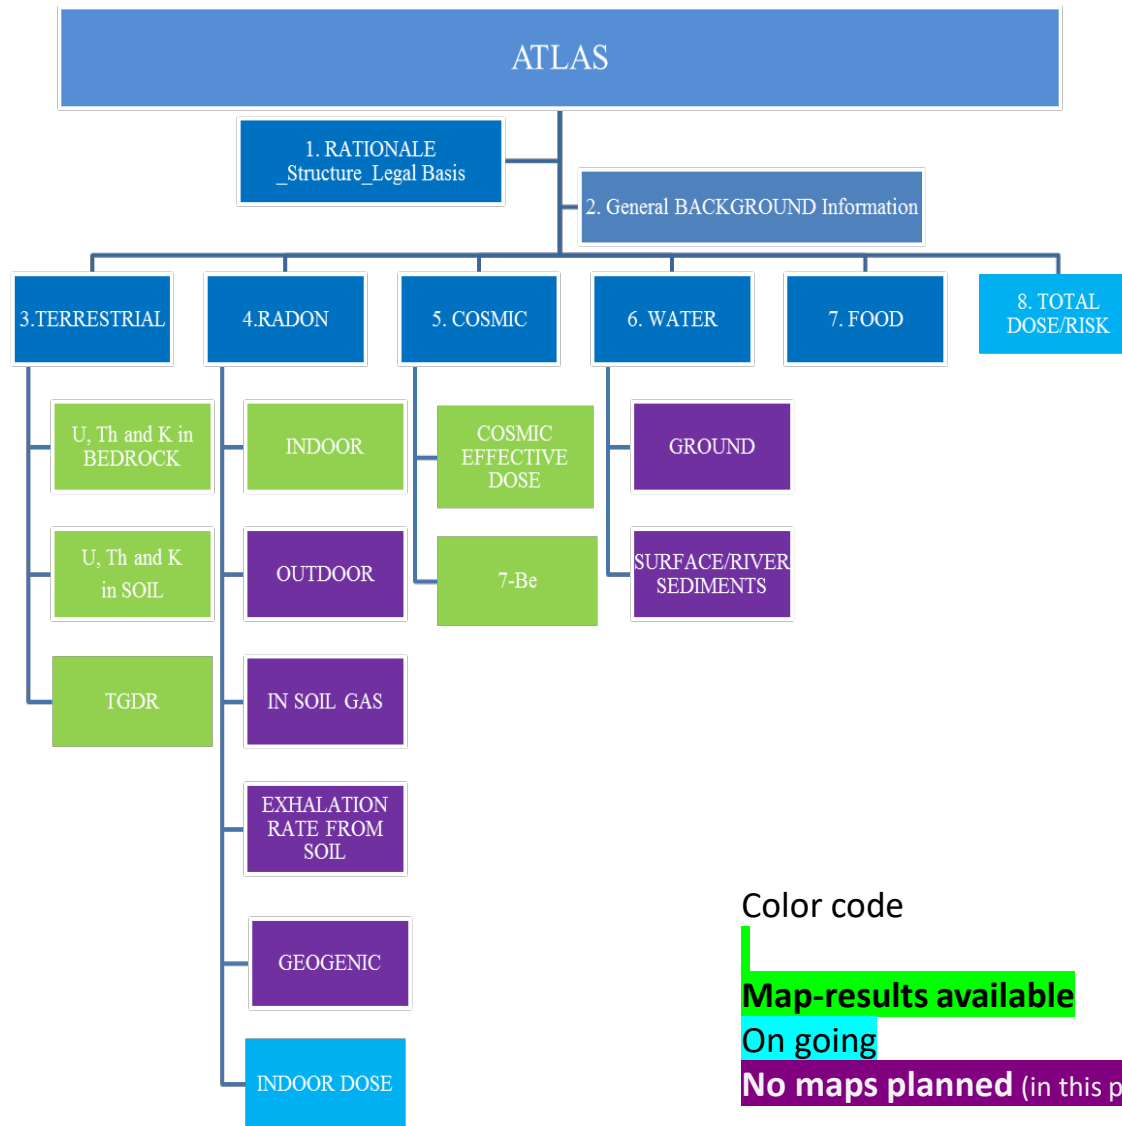 ATLAS
1. RATIONALE
_Structure_Legal Basis
2. General BACKGROUND Information
3.TERRESTRIAL
4.RADON
5. COSMIC
6. WATER
7. FOOD
8. TOTAL
DOSE/RISK
U, Th and K in
BEDROCK
U, Th and K
in SOIL
TGDR
INDOOR
OUTDOOR
IN SOIL GAS
EXHALATION
RATE FROM
SOIL
GEOGENIC
INDOOR DOSE
COSMIC
EFFECTIVE
DOSE
7-Be
GROUND
SURFACE/RIVER
SEDIMENTS
Color code
Map-results available
On going
No maps planned (in this